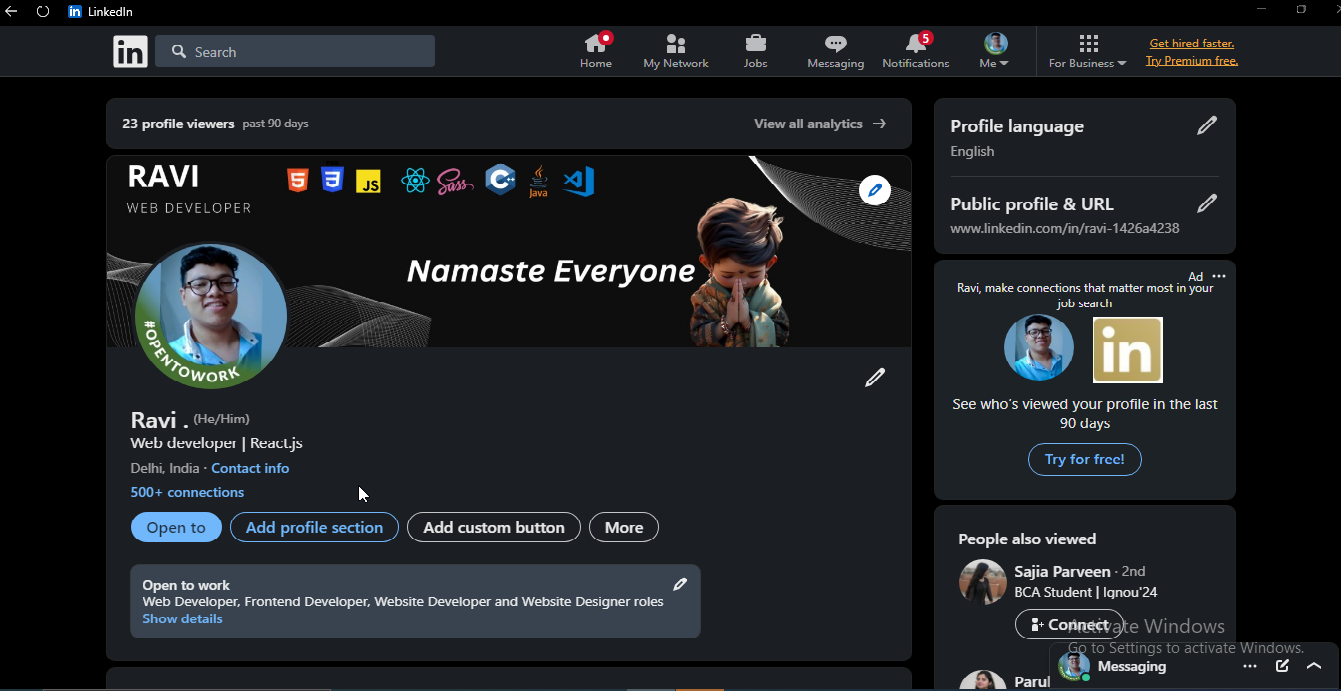 LinkedIn
in
Search
Home
My Network
Jobs
Messaging
5
Notifications
Me
For Business
Get hired faster.
Try Premium free.
23 profile viewers past 90 days
View all analytics →
RAVI
WEB DEVELOPER
5
3
JS
Sass
C++
Java
Namaste Everyone
#OPENTOWORK
Ravi . (He/Him)
Web developer | React.js
Delhi, India · Contact info
500+ connections
Open to
Add profile section
Add custom button
More
Open to work
Web Developer, Frontend Developer, Website Developer and Website Designer roles
Show details
Profile language
English
Public profile & URL
www.linkedin.com/in/ravi-1426a4238
Ad ···
Ravi, make connections that matter most in your
job search
in
See who's viewed your profile in the last
90 days
Try for free!
People also viewed
Sajia Parveen · 2nd
BCA Student | Ignou'24
Connect
Activate Windows
Go to Settings to activate Windows.
Messaging
Parul